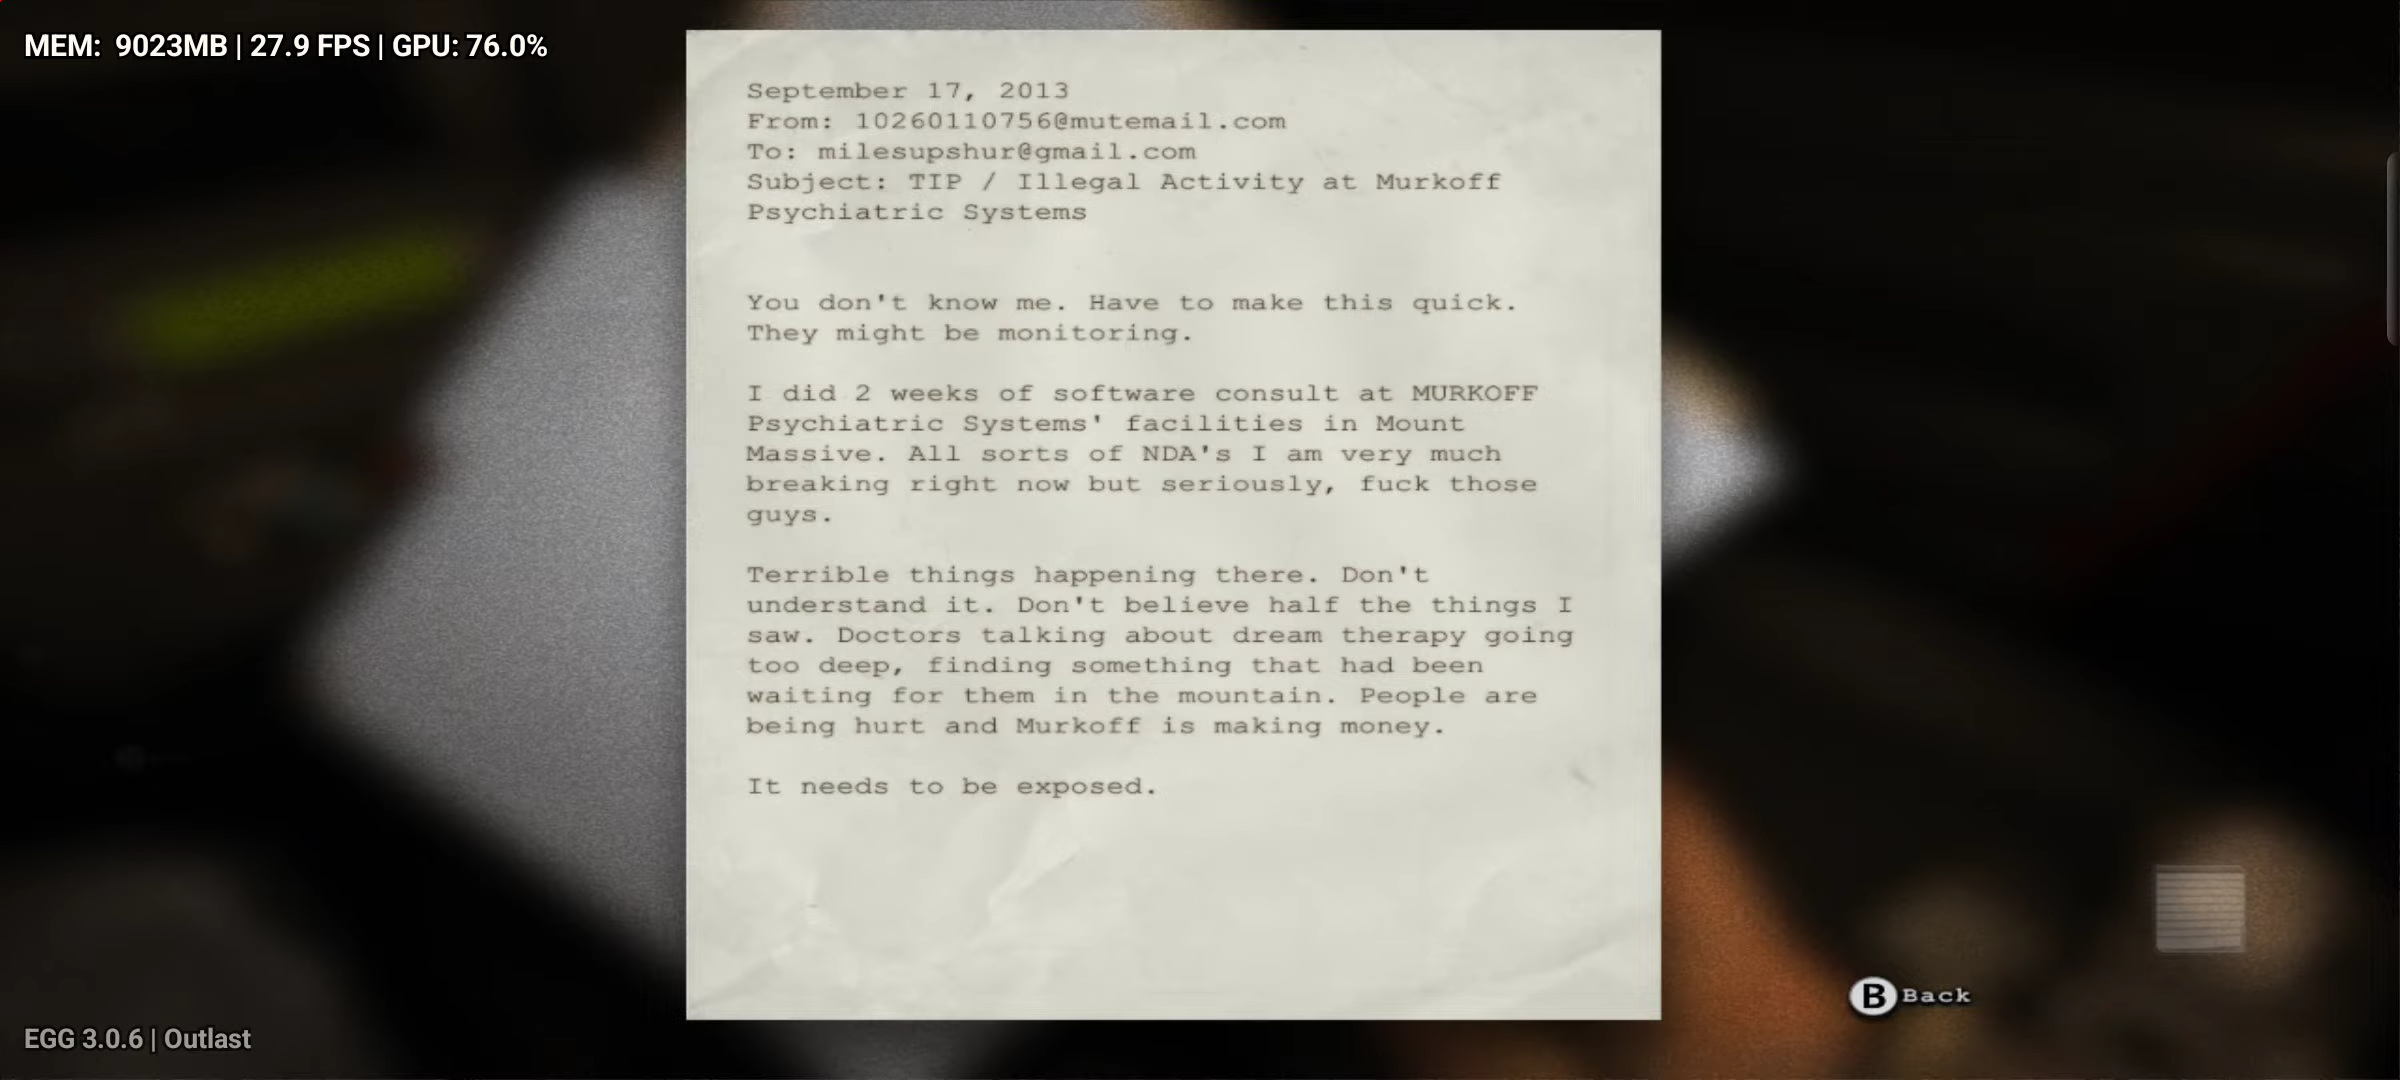 MEM: 9023MB | 27.9 FPS | GPU: 76.0%
September 17, 2013
From: 10260110756@mutemail.com
To: milesupshur@gmail.com
Subject: TIP / Illegal Activity at Murkoff
Psychiatric Systems
You don't know me. Have to make this quick.
They might be monitoring.
I did 2 weeks of software consult at MURKOFF
Psychiatric Systems' facilities in Mount
Massive. All sorts of NDA's I am very much
breaking right now but seriously, fuck those
guys.
Terrible things happening there. Don't
understand it. Don't believe half the things I
saw. Doctors talking about dream therapy going
too deep, finding something that had been
waiting for them in the mountain. People are
being hurt and Murkoff is making money.
It needs to be exposed.
B Back
EGG 3.0.6 | Outlast